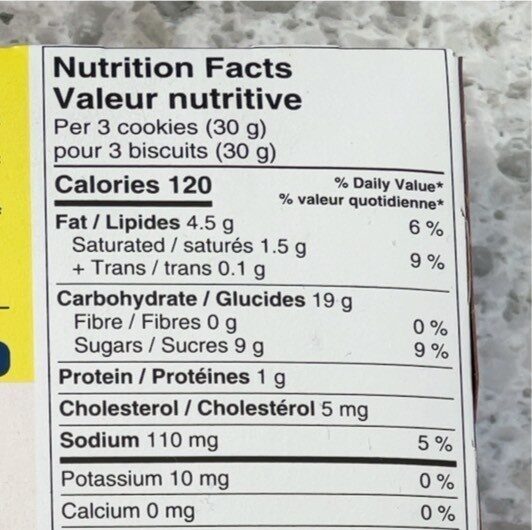 Nutrition Facts
Valeur nutritive
Per 3 cookies (30 g)
pour 3 biscuits (30 g)
Calories 120
% Daily Value*
% valeur quotidienne*
Fat / Lipides 4.5 g 6 %
Saturated / saturés 1.5 g
+ Trans / trans 0.1 g 9 %
Carbohydrate / Glucides 19 g
Fibre / Fibres 0 g 0 %
Sugars / Sucres 9 g 9 %
Protein / Protéines 1 g
Cholesterol / Cholestérol 5 mg
Sodium 110 mg 5 %
Potassium 10 mg 0 %
Calcium 0 mg 0 %